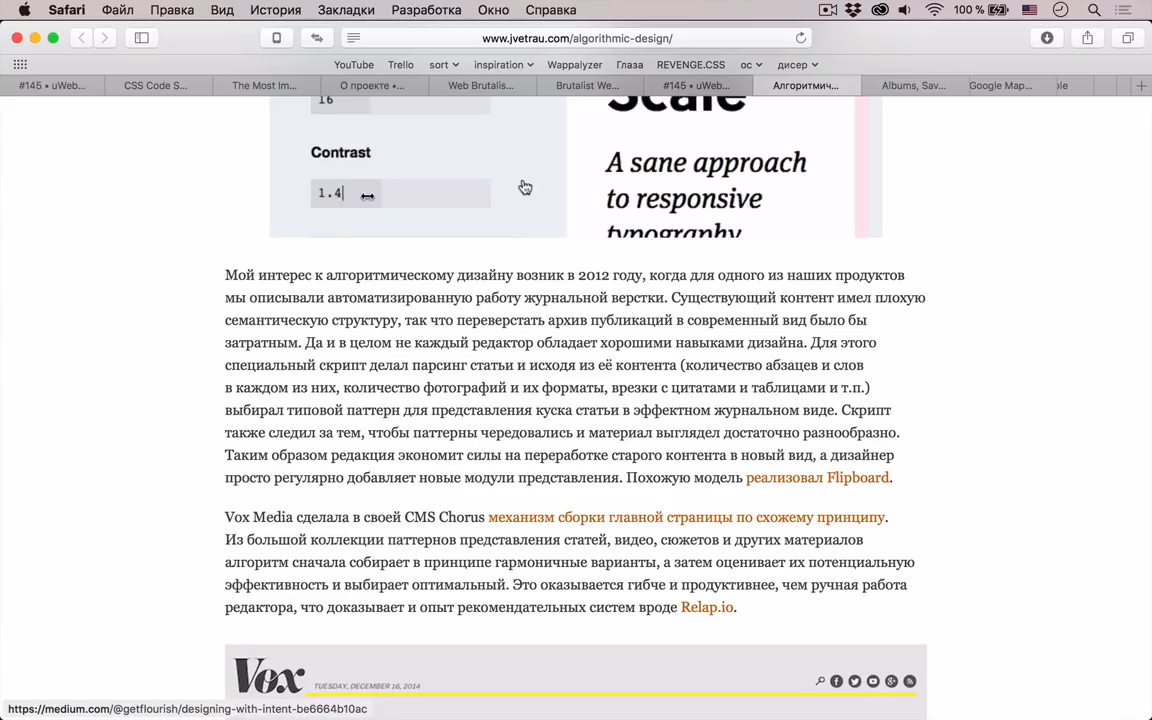 Safari Файл Правка Вид История Закладки Разработка Окно Справка 100 %
www.jvetrau.com/algorithmic-design/
YouTube Trello sort inspiration Wappalyzer Глаза REVENGE.CSS ос дисер
#145 • uWeb... CSS Code S... The Most Im... О проекте •... Web Brutalis... Brutalist We... #145 • uWeb... Алгоритмич... Albums, Sav... Google Map... ple
16
Scale
Contrast
1.4
A sane approach
to responsive
typography
Мой интерес к алгоритмическому дизайну возник в 2012 году, когда для одного из наших продуктов
мы описывали автоматизированную работу журнальной верстки. Существующий контент имел плохую
семантическую структуру, так что переверстать архив публикаций в современный вид было бы
затратным. Да и в целом не каждый редактор обладает хорошими навыками дизайна. Для этого
специальный скрипт делал парсинг статьи и исходя из её контента (количество абзацев и слов
в каждом из них, количество фотографий и их форматы, врезки с цитатами и таблицами и т.п.)
выбирал типовой паттерн для представления куска статьи в эффектном журнальном виде. Скрипт
также следил за тем, чтобы паттерны чередовались и материал выглядел достаточно разнообразно.
Таким образом редакция экономит силы на переработке старого контента в новый вид, а дизайнер
просто регулярно добавляет новые модули представления. Похожую модель реализовал Flipboard.
Vox Media сделала в своей CMS Chorus механизм сборки главной страницы по схожему принципу.
Из большой коллекции паттернов представления статей, видео, сюжетов и других материалов
алгоритм сначала собирает в принципе гармоничные варианты, а затем оценивает их потенциальную
эффективность и выбирает оптимальный. Это оказывается гибче и продуктивнее, чем ручная работа
редактора, что доказывает и опыт рекомендательных систем вроде Relap.io.
Vox TUESDAY, DECEMBER 16, 2014
https://medium.com/@getflourish/designing-with-intent-be6664b10ac